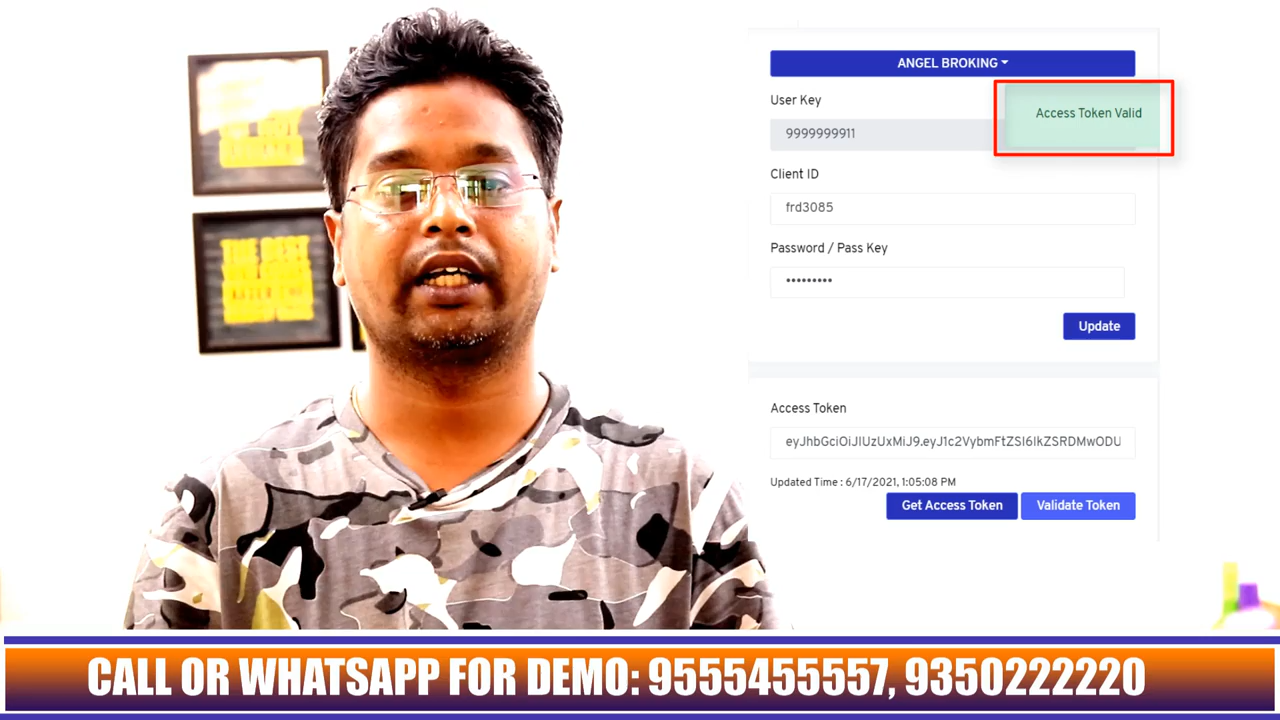 ANGEL BROKING
User Key
Access Token Valid
9999999911
Client ID
frd3085
Password / Pass Key
•••••••••
Update
Access Token
eyJhbGciOiJIUzUxMiJ9.eyJ1c2VybmFtZSI6IkZSRDMwODU
Updated Time : 6/17/2021, 1:05:08 PM
Get Access Token Validate Token
THE BEST
CALL OR WHATSAPP FOR DEMO: 9555455557, 9350222220